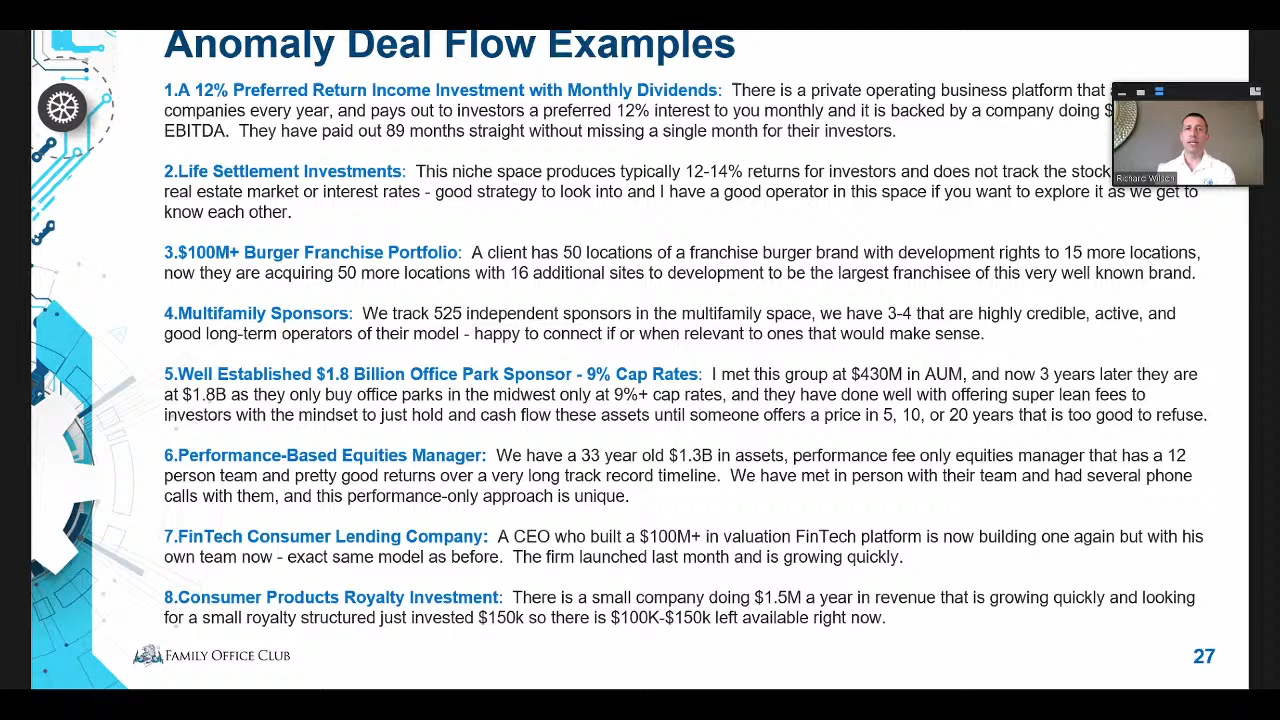 Anomaly Deal Flow Examples
1.A 12% Preferred Return Income Investment with Monthly Dividends: There is a private operating business platform that
companies every year, and pays out to investors a preferred 12% interest to you monthly and it is backed by a company doing $
EBITDA. They have paid out 89 months straight without missing a single month for their investors.
Richard Wilson
2.Life Settlement Investments: This niche space produces typically 12-14% returns for investors and does not track the stock
real estate market or interest rates - good strategy to look into and I have a good operator in this space if you want to explore it as we get to
know each other.
3.$100M+ Burger Franchise Portfolio: A client has 50 locations of a franchise burger brand with development rights to 15 more locations,
now they are acquiring 50 more locations with 16 additional sites to development to be the largest franchisee of this very well known brand.
4.Multifamily Sponsors: We track 525 independent sponsors in the multifamily space, we have 3-4 that are highly credible, active, and
good long-term operators of their model - happy to connect if or when relevant to ones that would make sense.
5.Well Established $1.8 Billion Office Park Sponsor - 9% Cap Rates: I met this group at $430M in AUM, and now 3 years later they are
at $1.8B as they only buy office parks in the midwest only at 9%+ cap rates, and they have done well with offering super lean fees to
investors with the mindset to just hold and cash flow these assets until someone offers a price in 5, 10, or 20 years that is too good to refuse.
6.Performance-Based Equities Manager: We have a 33 year old $1.3B in assets, performance fee only equities manager that has a 12
person team and pretty good returns over a very long track record timeline. We have met in person with their team and had several phone
calls with them, and this performance-only approach is unique.
7.FinTech Consumer Lending Company: A CEO who built a $100M+ in valuation FinTech platform is now building one again but with his
own team now - exact same model as before. The firm launched last month and is growing quickly.
8.Consumer Products Royalty Investment: There is a small company doing $1.5M a year in revenue that is growing quickly and looking
for a small royalty structured just invested $150k so there is $100K-$150k left available right now.
FAMILY OFFICE CLUB
27